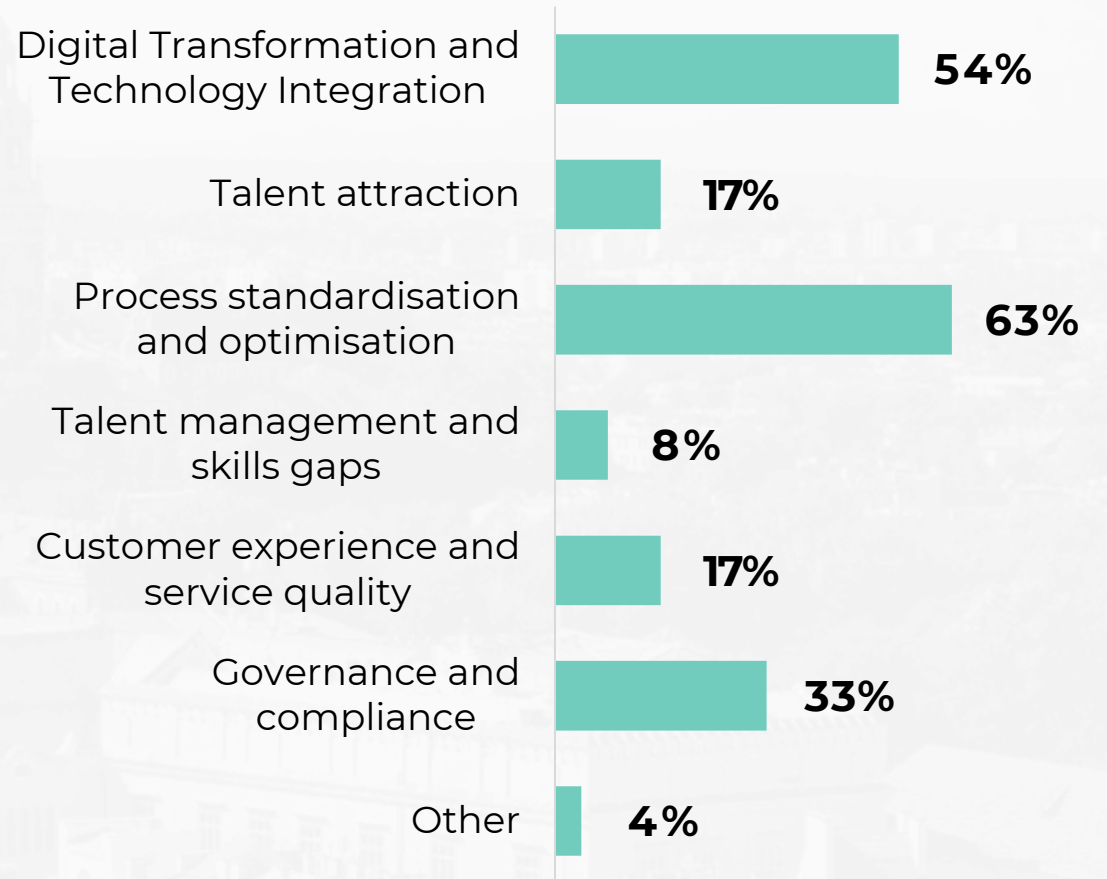 Digital Transformation and
Technology Integration
54%
Talent attraction
17%
Process standardisation
and optimisation
63%
Talent management and
skills gaps
8%
Customer experience and
service quality
17%
Governance and
compliance
33%
Other
4%